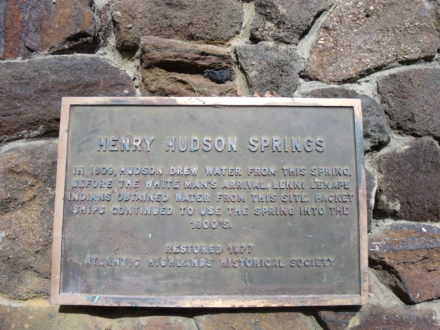 HENRY HUDSON SPRINGS
IN 1609, HUDSON DREW WATER FROM THIS SPRING.
BEFORE THE WHITE MAN'S ARRIVAL, LENNI LENAPE
INDIANS OBTAINED WATER FROM THIS SITE. PACKET
SHIPS CONTINUED TO USE THE SPRING INTO THE
1800'S.
RESTORED 1977
ATLANTIC HIGHLANDS HISTORICAL SOCIETY